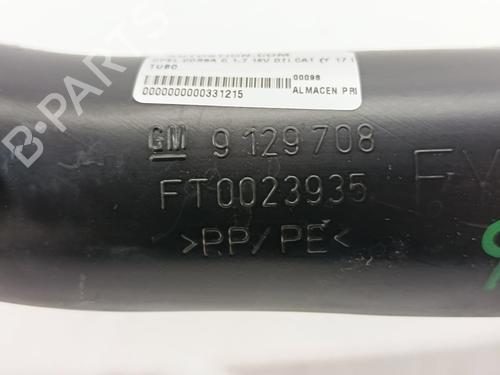 OPEL CORSA C 1.7 16V DTI CAT (Y 17
TUBO
00098
0000000000331215
ALMACEN PRI
GM 9 129 708
FT0023935
>PP/PE<
B-PARTS